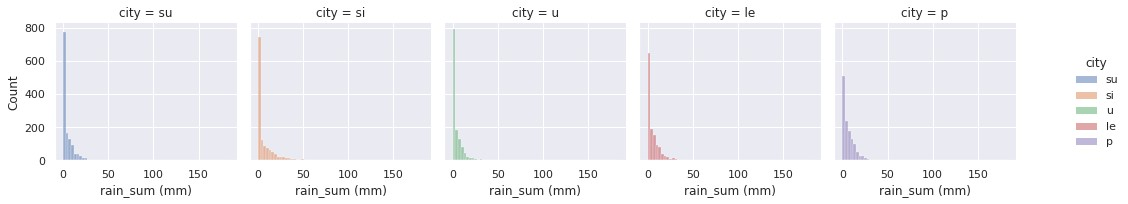 city = su
city = si
city = u
city = le
city = p
800
600
400
200
0
Count
0 50 100 150
0 50 100 150
0 50 100 150
0 50 100 150
0 50 100 150
rain_sum (mm)
rain_sum (mm)
rain_sum (mm)
rain_sum (mm)
rain_sum (mm)
city
su
si
u
le
p